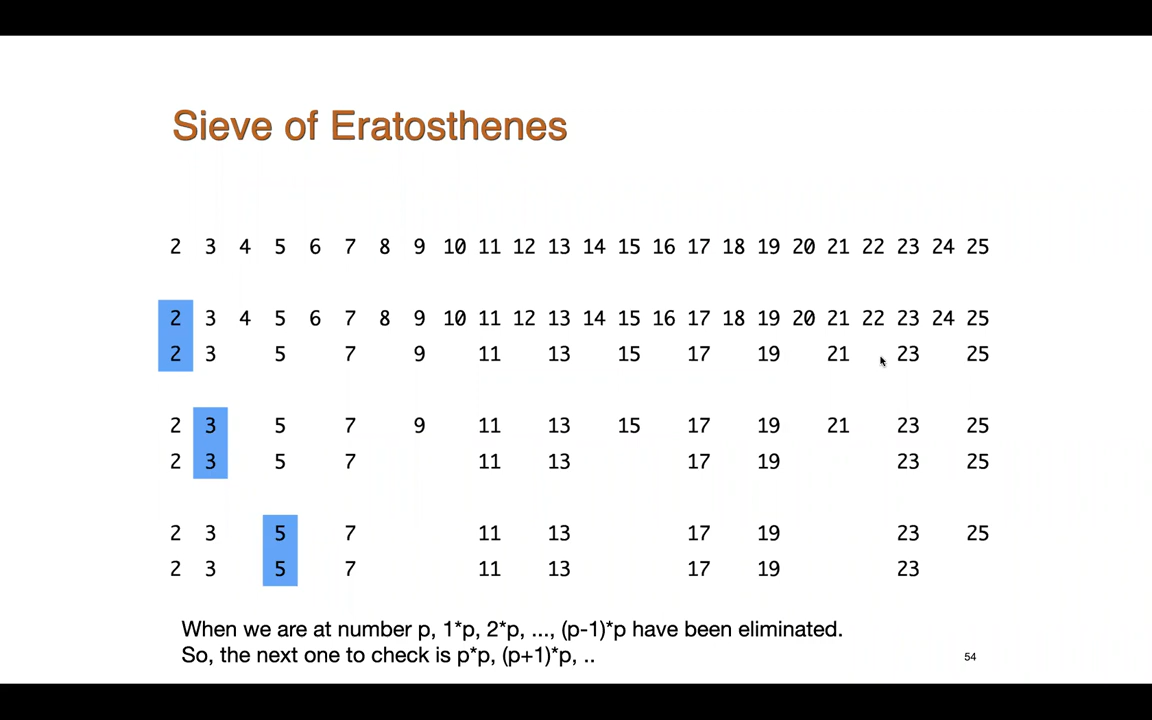 Sieve of Eratosthenes
2 3 4 5 6 7 8 9 10 11 12 13 14 15 16 17 18 19 20 21 22 23 24 25
2 3 4 5 6 7 8 9 10 11 12 13 14 15 16 17 18 19 20 21 22 23 24 25
2 3 5 7 9 11 13 15 17 19 21 23 25
2 3 5 7 9 11 13 15 17 19 21 23 25
2 3 5 7 11 13 17 19 23 25
2 3 5 7 11 13 17 19 23 25
2 3 5 7 11 13 17 19 23
When we are at number p, 1*p, 2*p, ..., (p-1)*p have been eliminated.
So, the next one to check is p*p, (p+1)*p, ..
54